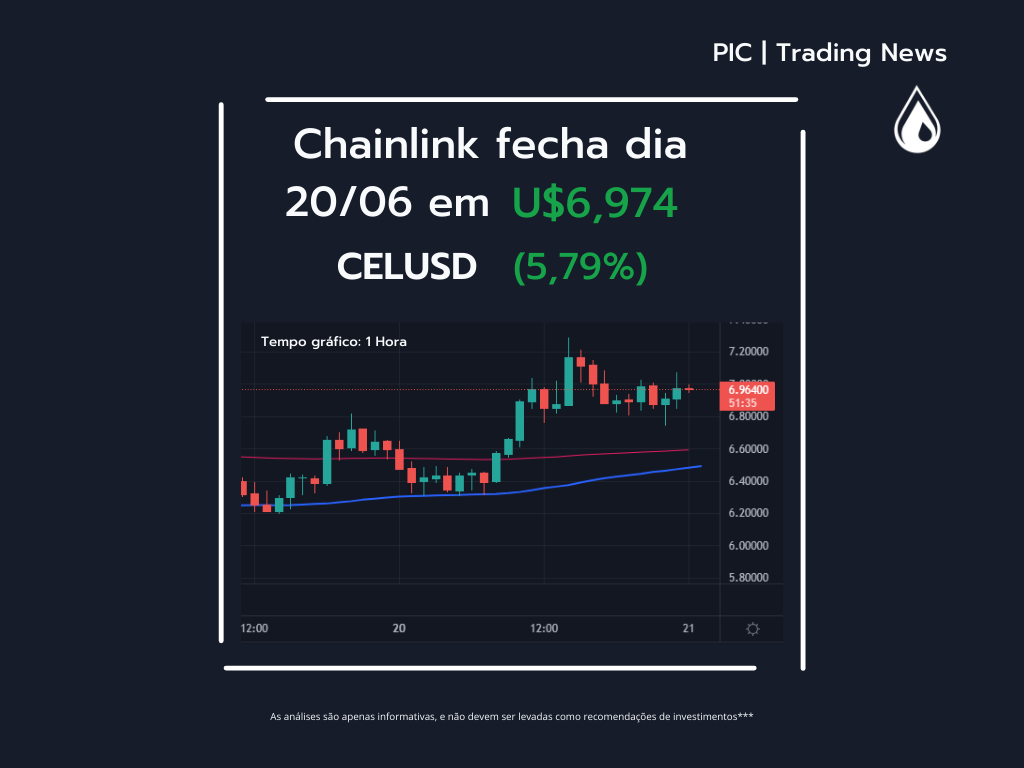 PIC | Trading News
Chainlink fecha dia
20/06 em U$6,974
CELUSD (5,79%)
Tempo gráfico: 1 Hora
7.20000
6.96400
51:35
6.80000
6.60000
6.40000
6.20000
6.00000
5.80000
12:00 20 12:00 21
As análises são apenas informativas, e não devem ser levadas como recomendações de investimentos***